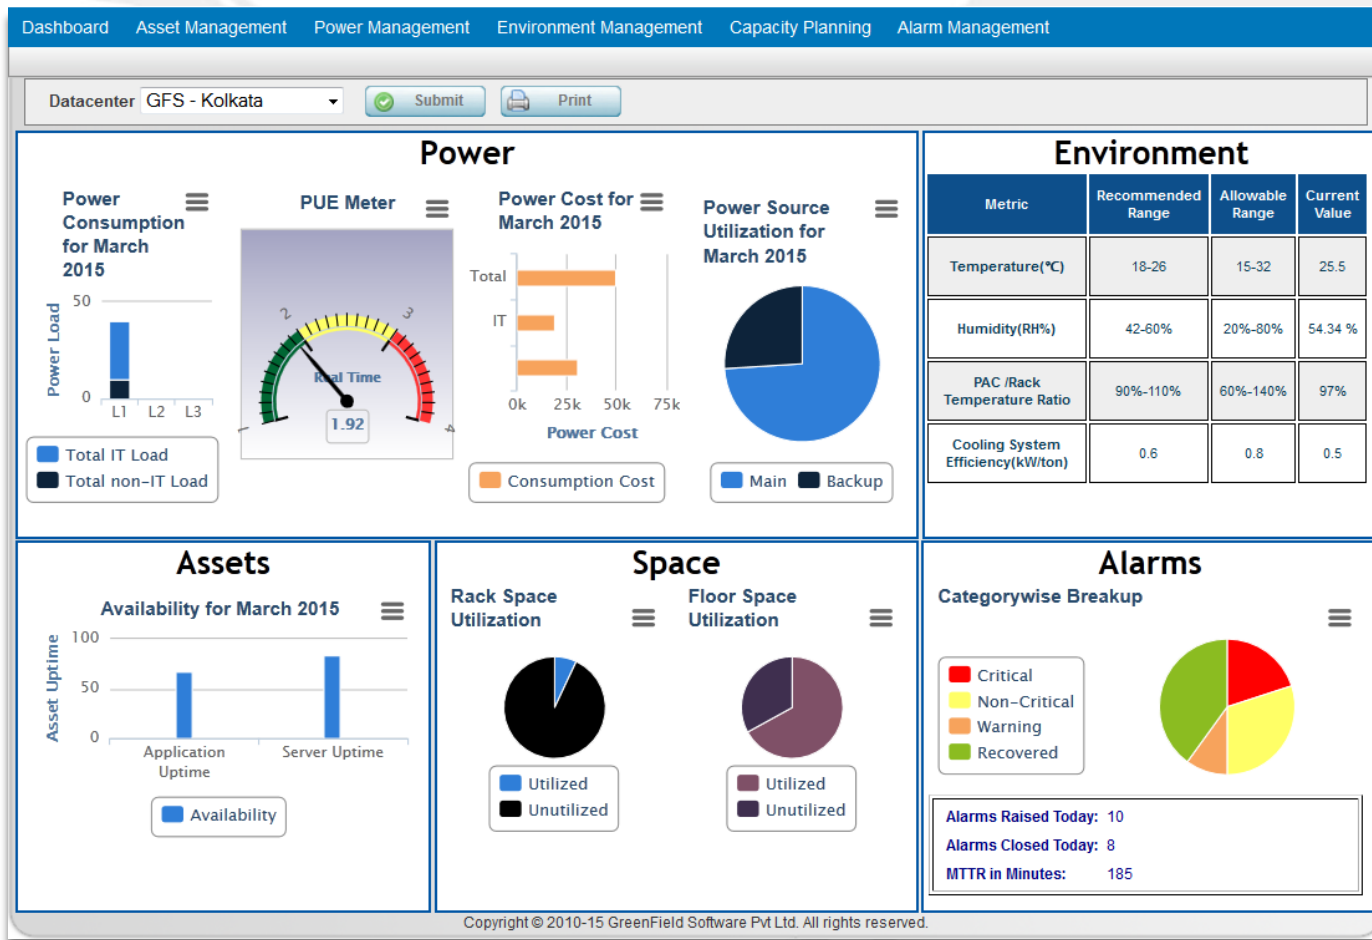 Dashboard Asset Management Power Management Environment Management Capacity Planning Alarm Management
Datacenter GFS - Kolkata Submit Print
Power
Power
Consumption
for March
2015
50
Power Load
0
L1 L2 L3
Total IT Load
Total non-IT Load
PUE Meter
1
2
3
4
Real Time
1.92
Power Cost for
March 2015
Total
IT
0k 25k 50k 75k
Power Cost
Consumption Cost
Power Source
Utilization for
March 2015
Main Backup
Environment
Metric Recommended Range Allowable Range Current Value
Temperature(°C) 18-26 15-32 25.5
Humidity(RH%) 42-60% 20%-80% 54.34 %
PAC /Rack
Temperature Ratio 90%-110% 60%-140% 97%
Cooling System
Efficiency(kW/ton) 0.6 0.8 0.5
Assets
Availability for March 2015
100
Asset Uptime
50
0
Application
Uptime
Server Uptime
Availability
Space
Rack Space
Utilization
Utilized
Unutilized
Floor Space
Utilization
Utilized
Unutilized
Alarms
Categorywise Breakup
Critical
Non-Critical
Warning
Recovered
Alarms Raised Today: 10
Alarms Closed Today: 8
MTTR in Minutes: 185
Copyright © 2010-15 GreenField Software Pvt Ltd. All rights reserved.